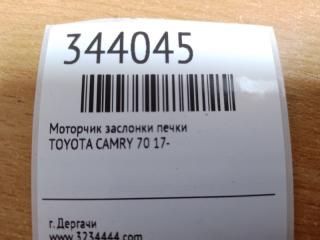 344045
Моторчик заслонки печки
TOYOTA CAMRY 70 17-
г. Дергачи
www.3234444.com